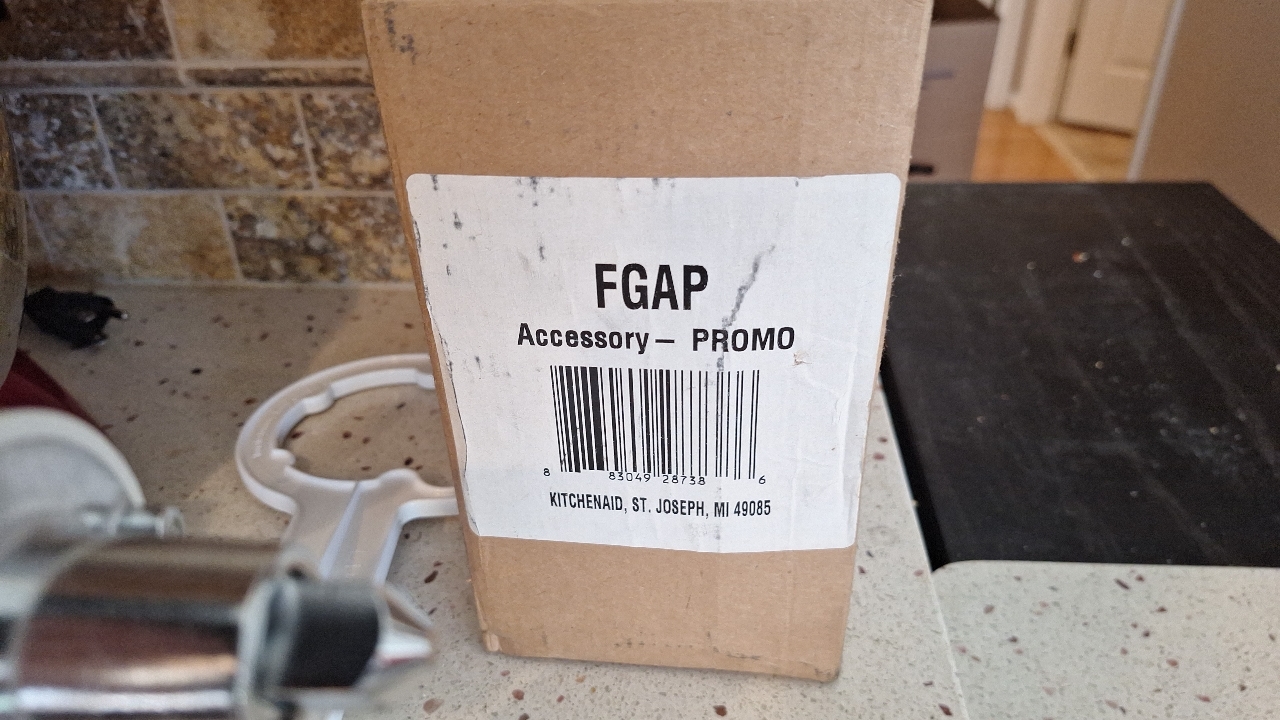 FGAP
Accessory – PROMO
8 83049 28738 6
KITCHENAID, ST. JOSEPH, MI 49085